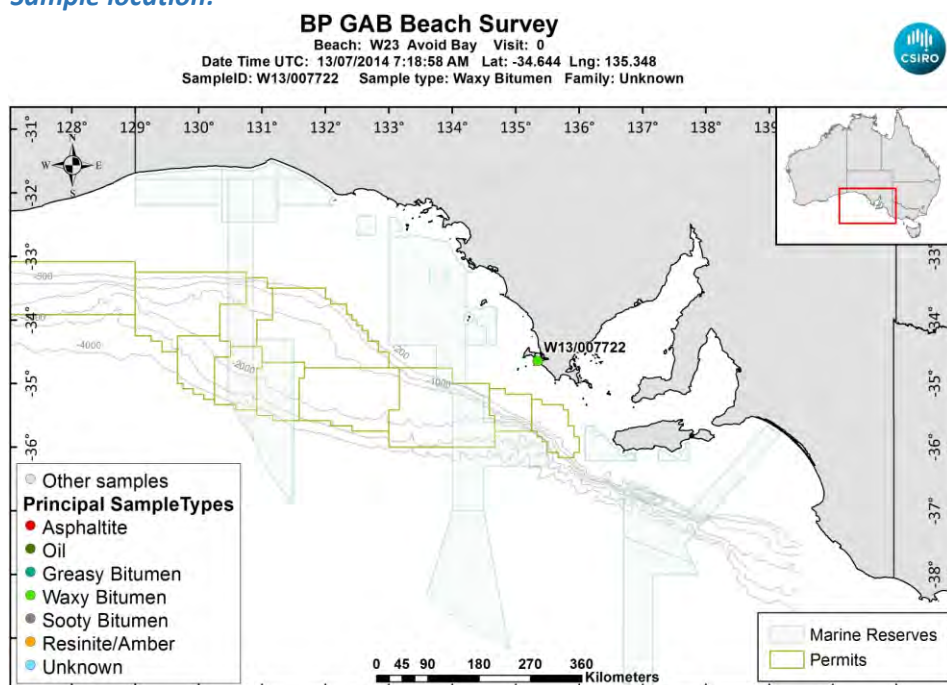 Sample location:
BP GAB Beach Survey
Beach: W23 Avoid Bay Visit: 0
Date Time UTC: 13/07/2014 7:18:58 AM Lat: -34.644 Lng: 135.348
SampleID: W13/007722 Sample type: Waxy Bitumen Family: Unknown
CSIRO
128° 129° 130° 131° 132° 133° 134° 135° 136° 137° 138° 139
-31°
N
W E
S
-32°
-33°
-34°
-35°
-36°
-37°
-38°
-33°
-34°
-35°
-36°
-37°
-38°
-500
-4000
-2000
-200
-1000
W13/007722
Other samples
Principal SampleTypes
Asphaltite
Oil
Greasy Bitumen
Waxy Bitumen
Sooty Bitumen
Resinite/Amber
Unknown
0 45 90 180 270 360
Kilometers
Marine Reserves
Permits